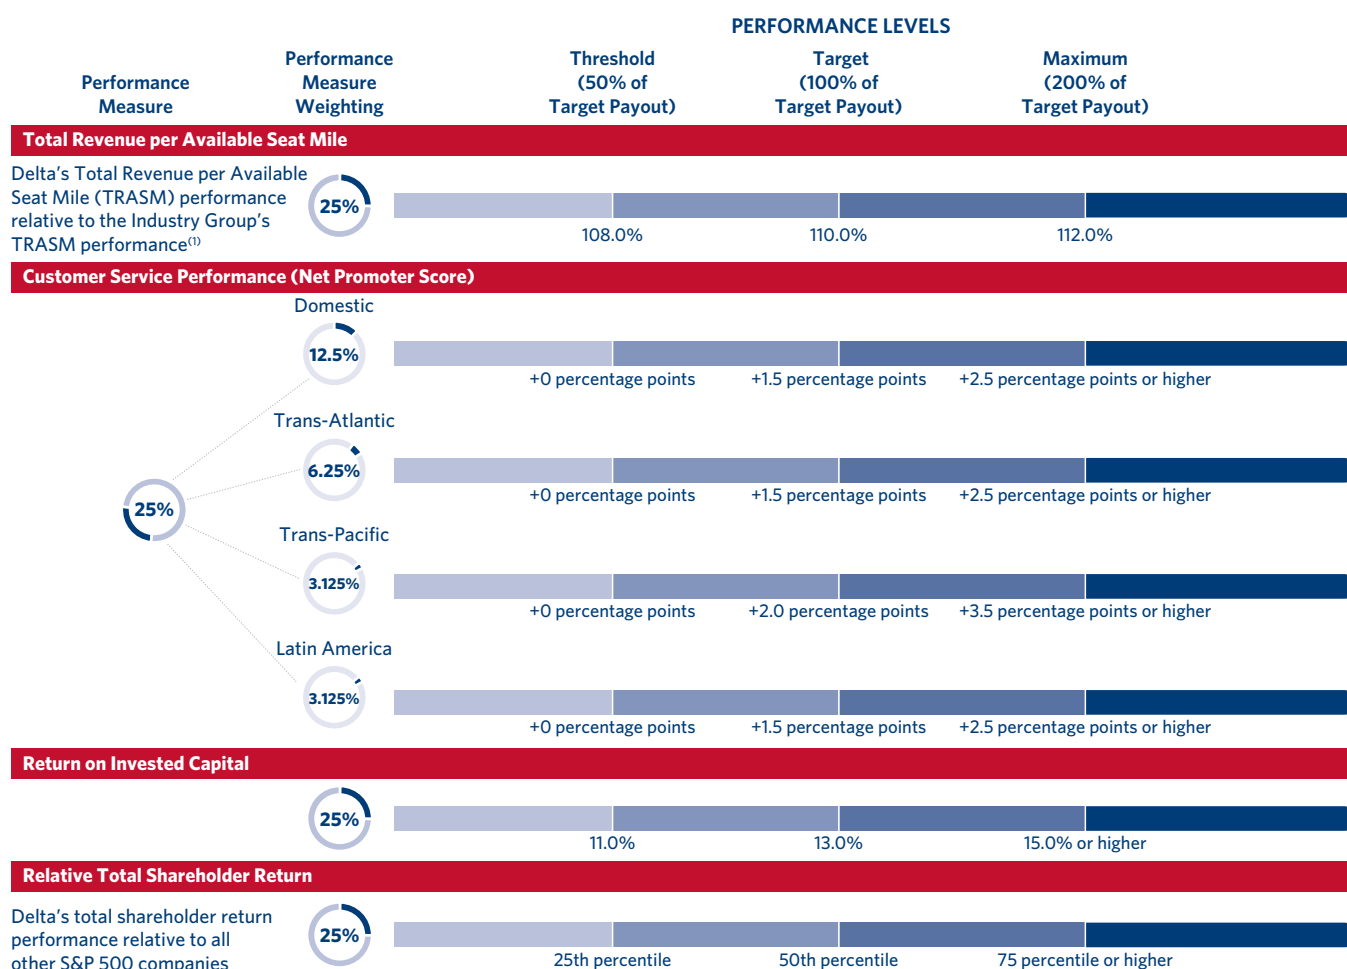 PERFORMANCE LEVELS
Performance
Measure
Performance
Measure
Weighting
Threshold
(50% of
Target Payout)
Target
(100% of
Target Payout)
Maximum
(200% of
Target Payout)
Total Revenue per Available Seat Mile
Delta's Total Revenue per Available
Seat Mile (TRASM) performance
relative to the Industry Group's
TRASM performance(1)
25%
108.0%
110.0%
112.0%
Customer Service Performance (Net Promoter Score)
25%
Domestic
12.5%
+0 percentage points
+1.5 percentage points
+2.5 percentage points or higher
Trans-Atlantic
6.25%
+0 percentage points
+1.5 percentage points
+2.5 percentage points or higher
Trans-Pacific
3.125%
+0 percentage points
+2.0 percentage points
+3.5 percentage points or higher
Latin America
3.125%
+0 percentage points
+1.5 percentage points
+2.5 percentage points or higher
Return on Invested Capital
25%
11.0%
13.0%
15.0% or higher
Relative Total Shareholder Return
Delta's total shareholder return
performance relative to all
other S&P 500 companies
25%
25th percentile
50th percentile
75 percentile or higher